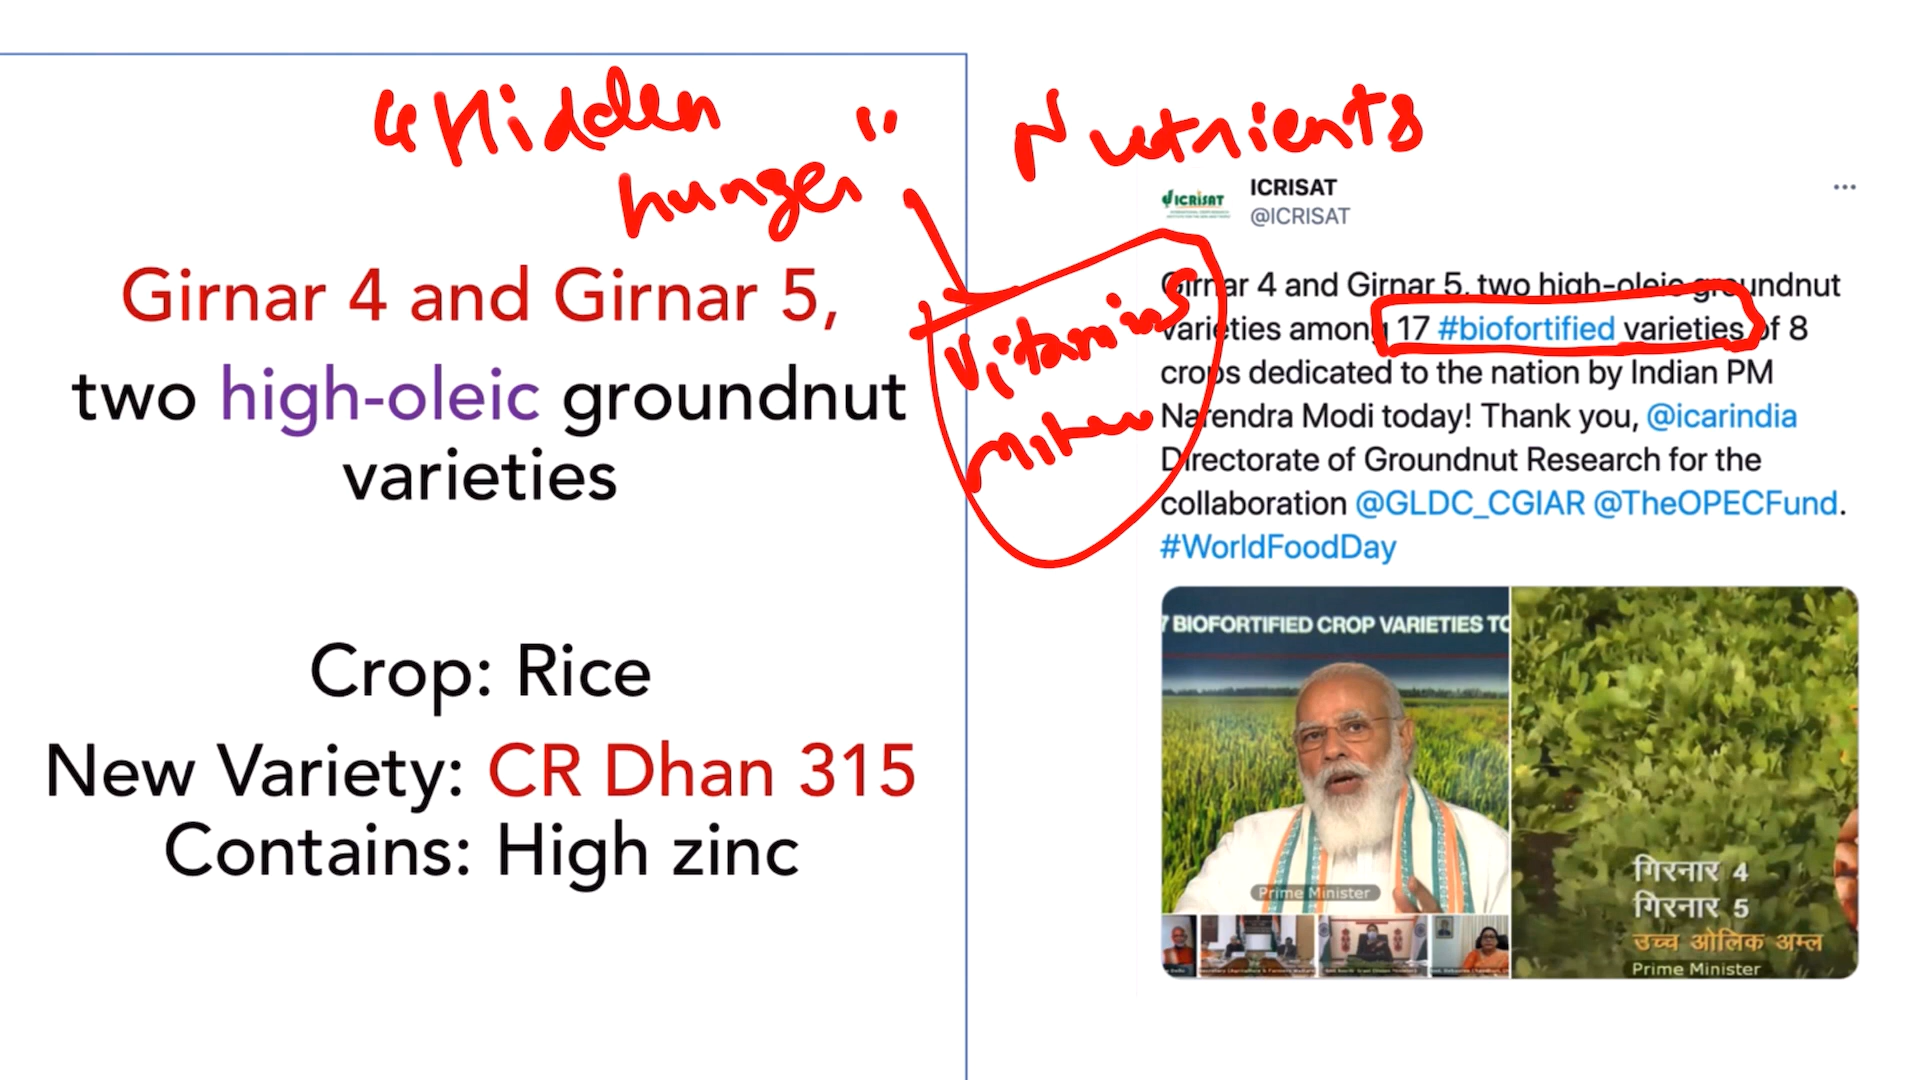 "Hidden
hunger"
Nutrients
Vitamins
Girnar 4 and Girnar 5,
two high-oleic groundnut
varieties
Crop: Rice
New Variety: CR Dhan 315
Contains: High zinc
ICRISAT
ICRISAT
@ICRISAT
Girnar 4 and Girnar 5, two high-oleic groundnut
varieties among 17 #biofortified varieties of 8
crops dedicated to the nation by Indian PM
Narendra Modi today! Thank you, @icarindia
Directorate of Groundnut Research for the
collaboration @GLDC_CGIAR @TheOPECFund.
#WorldFoodDay
7 BIOFORTIFIED CROP VARIETIES TO
Prime Minister
गिरनार 4
गिरनार 5
उच्च ओलिक अम्ल
Prime Minister